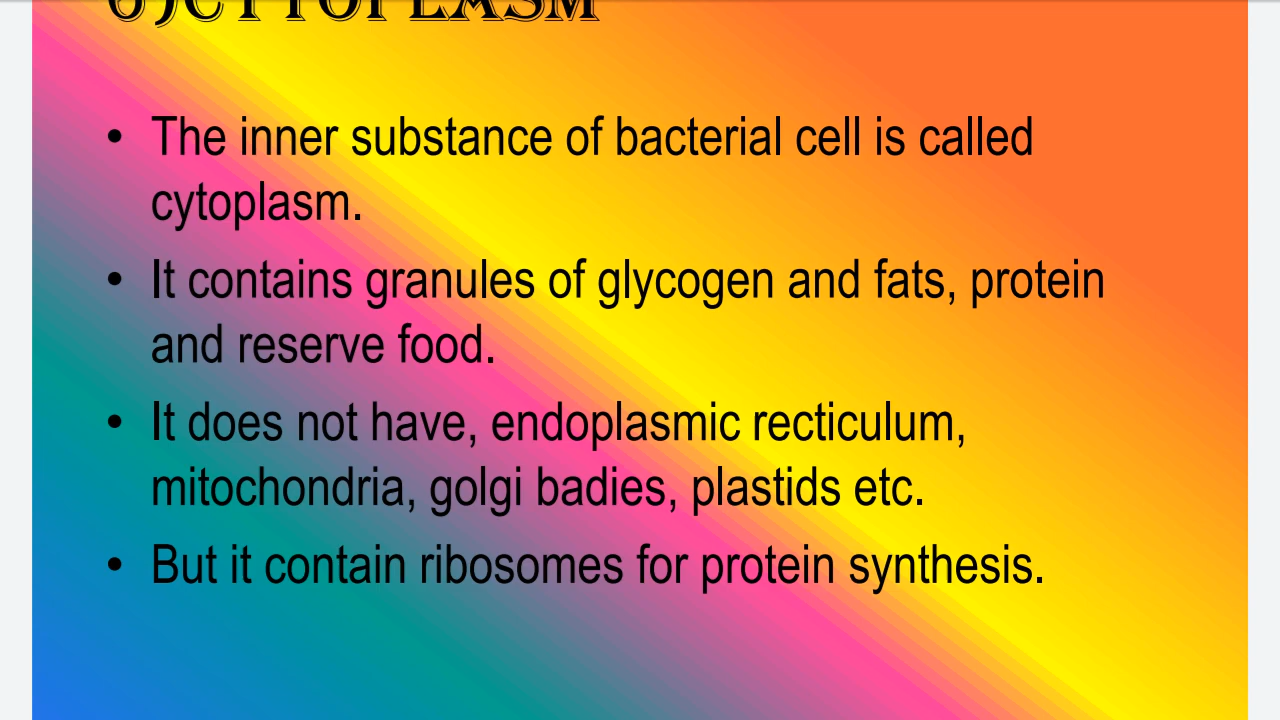 CYTOPLASM
• The inner substance of bacterial cell is called
cytoplasm.
• It contains granules of glycogen and fats, protein
and reserve food.
• It does not have, endoplasmic recticulum,
mitochondria, golgi badies, plastids etc.
• But it contain ribosomes for protein synthesis.